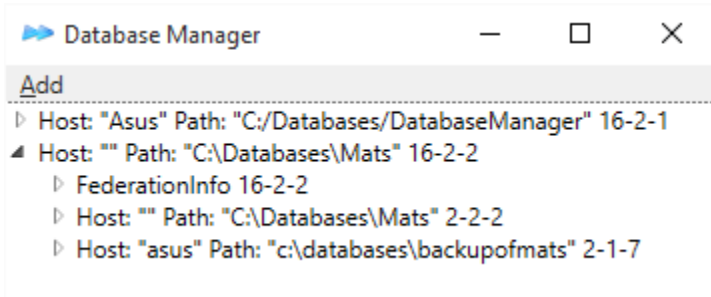 Database Manager
Add
Host: "Asus" Path: "C:/Databases/DatabaseManager" 16-2-1
Host: "" Path: "C:\Databases\Mats" 16-2-2
FederationInfo 16-2-2
Host: "" Path: "C:\Databases\Mats" 2-2-2
Host: "asus" Path: "c:\databases\backupofmats" 2-1-7